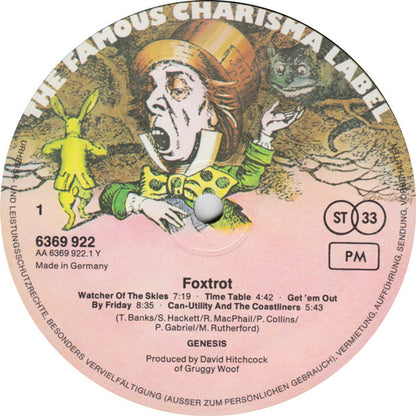 THE FAMOUS CHARISMA LABEL
1
ST 33
6369 922
AA 6369 922.1 Y
Made in Germany
PM
Foxtrot
Watcher Of The Skies 7:19 · Time Table 4:42 · Get 'em Out
By Friday 8:35 · Can-Utility And The Coastliners 5:43
(T. Banks/S. Hackett/R. MacPhail/P. Collins/
P. Gabriel/M. Rutherford)
GENESIS
Produced by David Hitchcock
of Gruggy Woof
UND LEISTUNGSSCHUTZRECHTE, BESONDERS VERVIELFÄLTIGUNG (AUSSER ZUM PERSÖNLICHEN GEBRAUCH), VERMIETUNG, AUFFÜHRUNG, SENDUNG, VORBEHALTEN